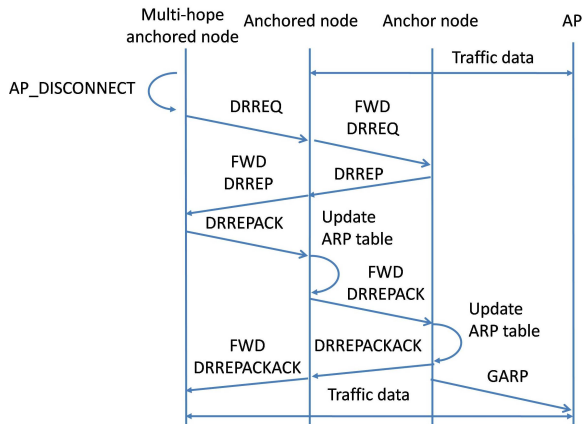 Multi-hope
anchored node
Anchored node
Anchor node
AP
Traffic data
AP_DISCONNECT
DRREQ
FWD
DRREQ
FWD
DRREP
DRREP
DRREPACK
Update
ARP table
FWD
DRREPACK
Update
ARP table
FWD
DRREPACKACK
DRREPACKACK
GARP
Traffic data